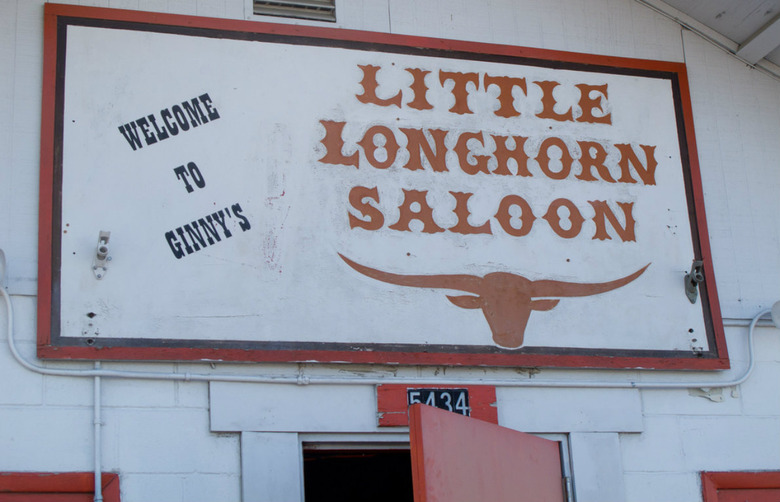 WELCOME
TO
GINNY'S
LITTLE
LONGHORN
SALOON
5434